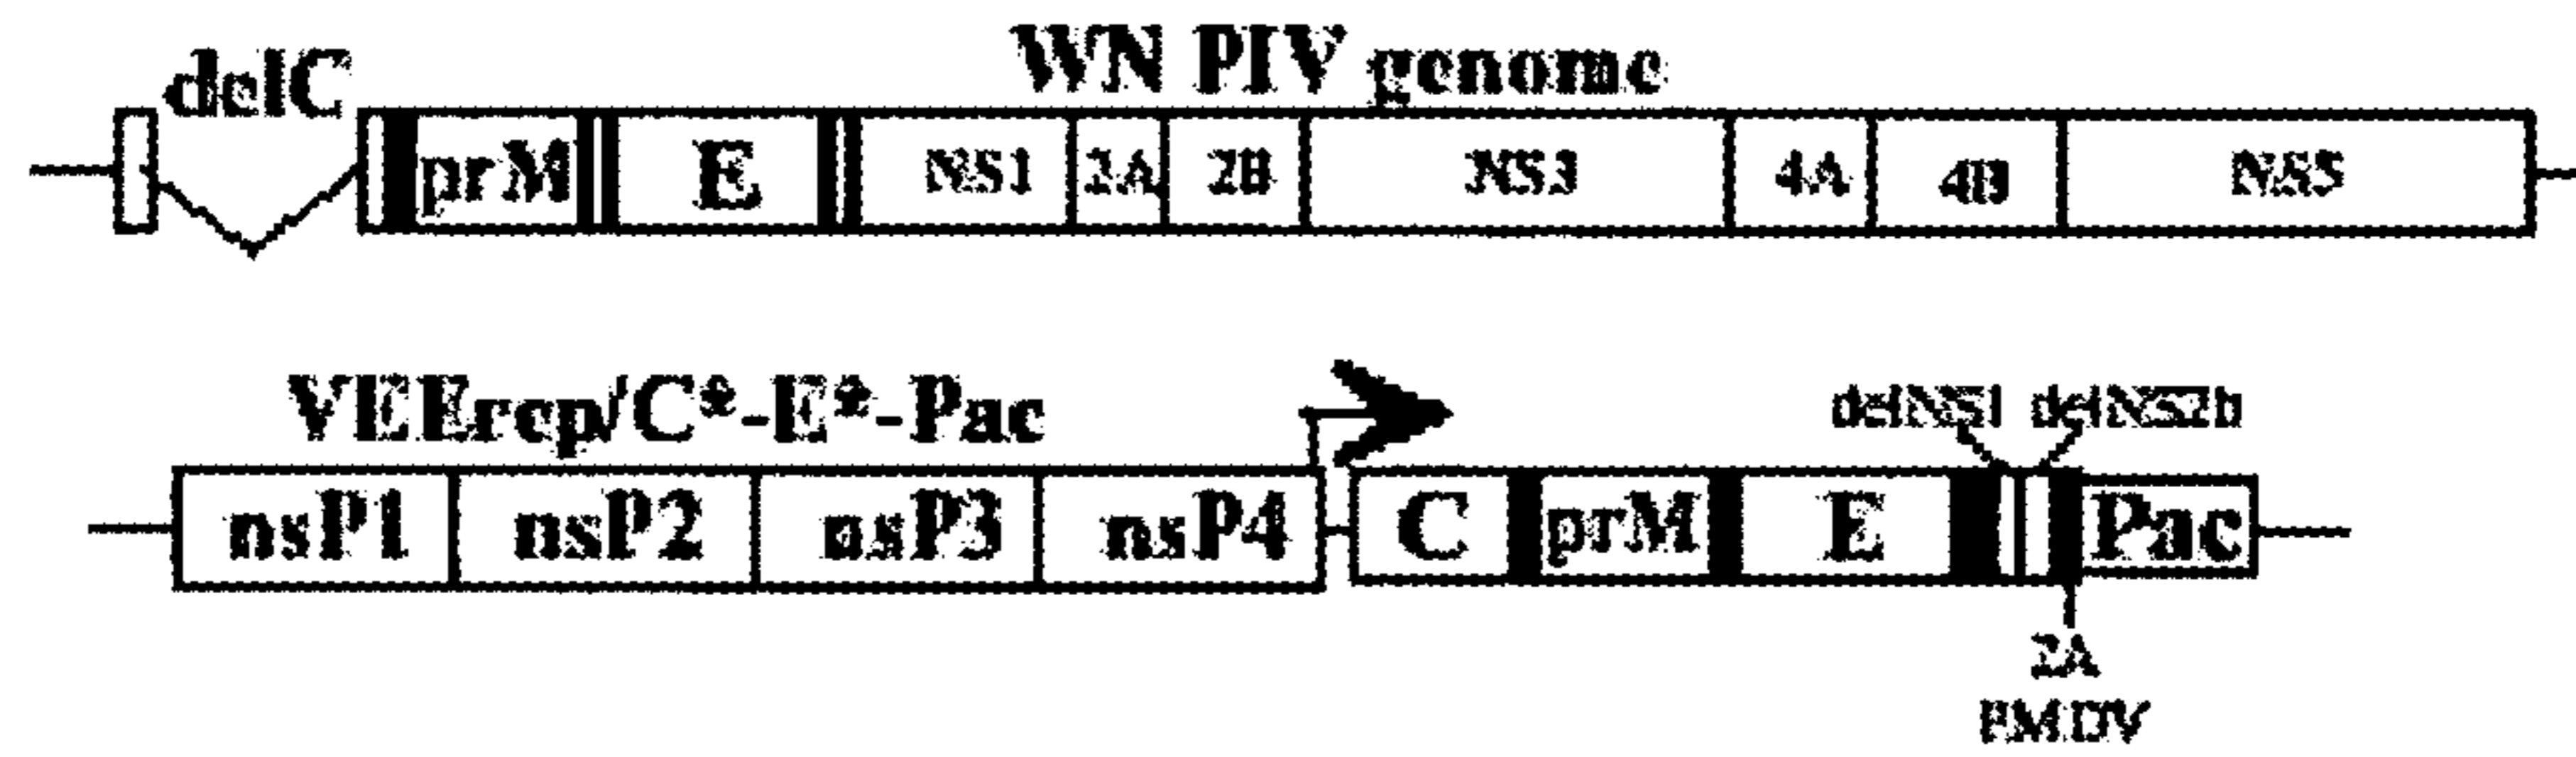 WN PIV genome
delC
prM E NS1 2A 2B NS3 4A 4B NS5
VEErep/C*-E*-Pac
delNS1 delNS2b
nsP1 nsP2 nsP3 nsP4 C prM E Pac
2A
FMDV